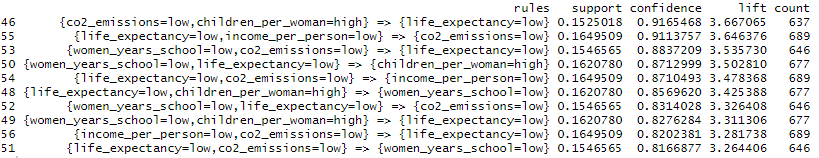 rules support confidence lift count
46 {co2_emissions=low,children_per_woman=high} => {life_expectancy=low} 0.1525018 0.9165468 3.667065 637
55 {life_expectancy=low,income_per_person=low} => {co2_emissions=low} 0.1649509 0.9113757 3.646376 689
53 {women_years_school=low,co2_emissions=low} => {life_expectancy=low} 0.1546565 0.8837209 3.535730 646
50 {women_years_school=low,life_expectancy=low} => {children_per_woman=high} 0.1620780 0.8712999 3.502810 677
54 {life_expectancy=low,co2_emissions=low} => {income_per_person=low} 0.1649509 0.8710493 3.478368 689
48 {life_expectancy=low,children_per_woman=high} => {women_years_school=low} 0.1620780 0.8569620 3.425388 677
52 {women_years_school=low,life_expectancy=low} => {co2_emissions=low} 0.1546565 0.8314028 3.326408 646
49 {women_years_school=low,children_per_woman=high} => {life_expectancy=low} 0.1620780 0.8276284 3.311306 677
56 {income_per_person=low,co2_emissions=low} => {life_expectancy=low} 0.1649509 0.8202381 3.281738 689
51 {life_expectancy=low,co2_emissions=low} => {women_years_school=low} 0.1546565 0.8166877 3.264406 646